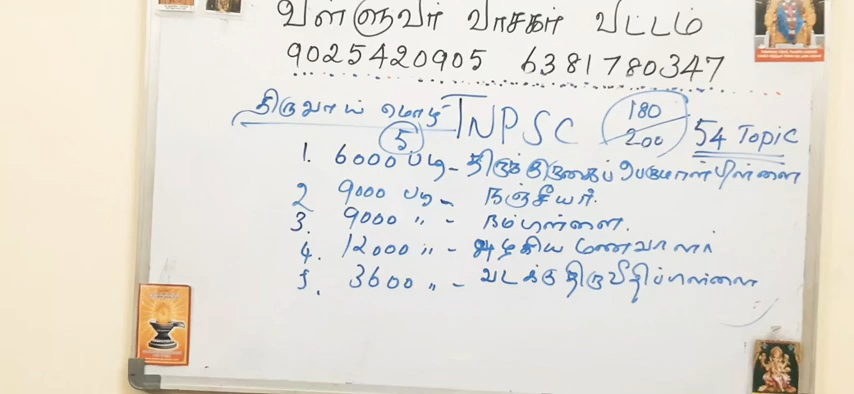 வள்ளுவர் வாசகர் வட்டம்
9025420905 6381780347
திருவாய் மொழி TNPSC 180/200 54 Topic
5
1. 6000 படி - திருக்குருகைப் பெருமாள் பிள்ளை
2 9000 படி - நஞ்சீயர்.
3. 9000 " - நம்பிள்ளை.
4. 12000 " - அழகிய மணவாளர்
5. 3600 " - வடக்கு திருவீதிப்பிள்ளை